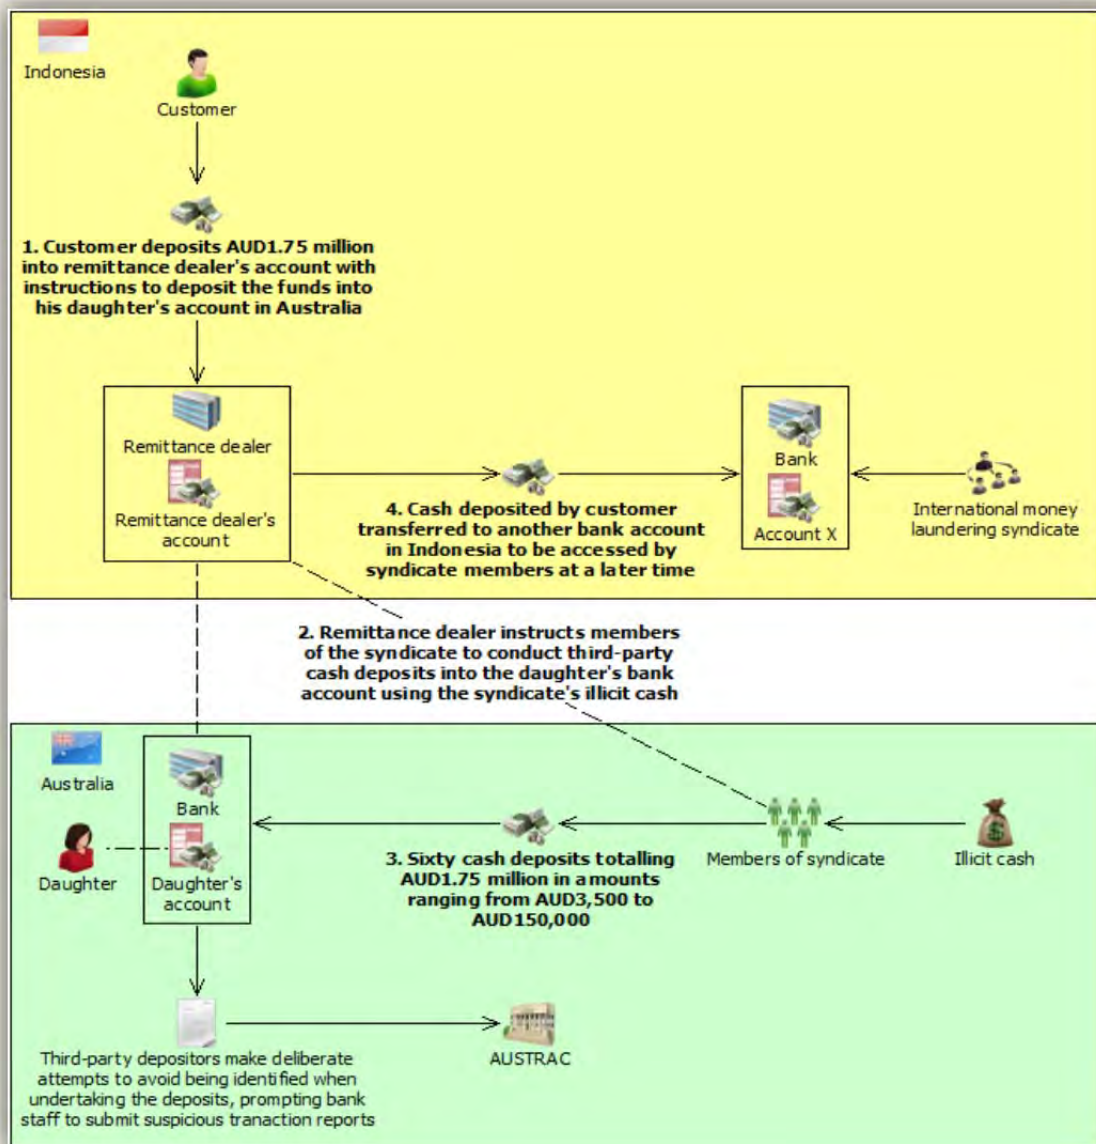 Indonesia
Customer
1. Customer deposits AUD1.75 million
into remittance dealer's account with
instructions to deposit the funds into
his daughter's account in Australia
Remittance dealer
Remittance dealer's
account
4. Cash deposited by customer
transferred to another bank account
in Indonesia to be accessed by
syndicate members at a later time
Bank
Account X
International money
laundering syndicate
2. Remittance dealer instructs members
of the syndicate to conduct third-party
cash deposits into the daughter's bank
account using the syndicate's illicit cash
Australia
Daughter
Bank
Daughter's
account
3. Sixty cash deposits totalling
AUD1.75 million in amounts
ranging from AUD3,500 to
AUD150,000
Members of syndicate
Illicit cash
Third-party depositors make deliberate
attempts to avoid being identified when
undertaking the deposits, prompting bank
staff to submit suspicious tranaction reports
AUSTRAC